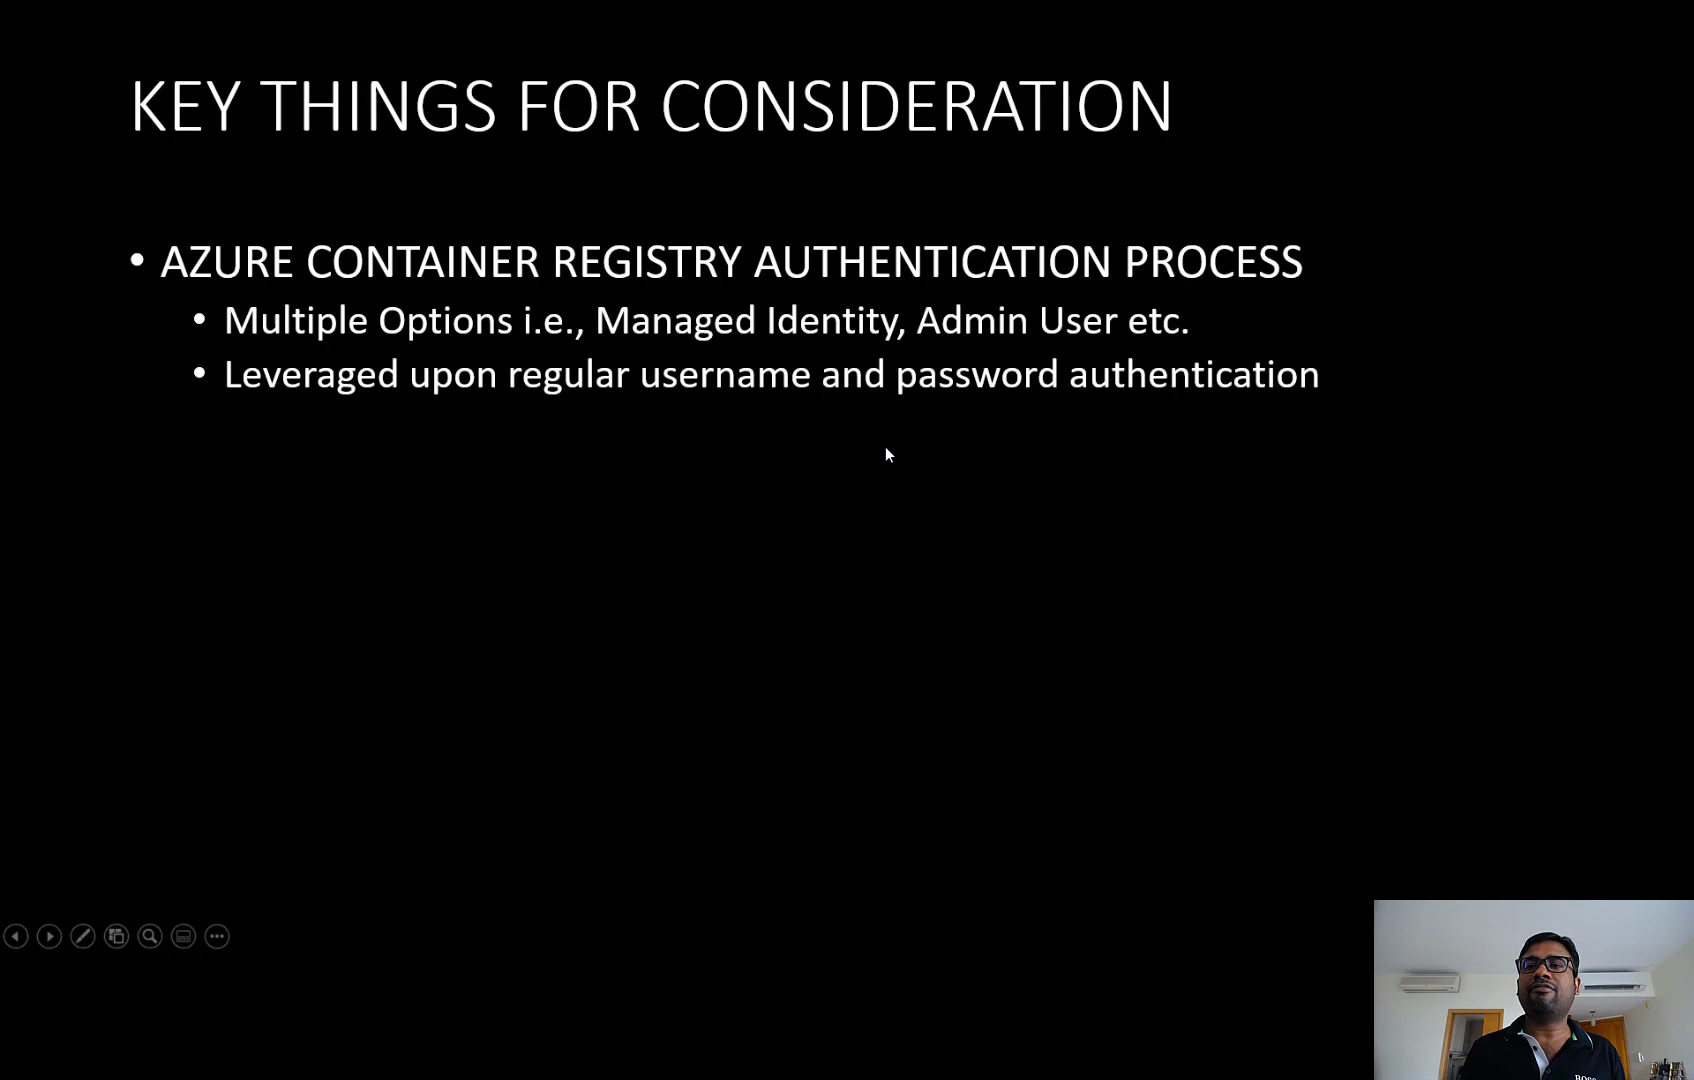 KEY THINGS FOR CONSIDERATION
• AZURE CONTAINER REGISTRY AUTHENTICATION PROCESS
• Multiple Options i.e., Managed Identity, Admin User etc.
• Leveraged upon regular username and password authentication
BOSS